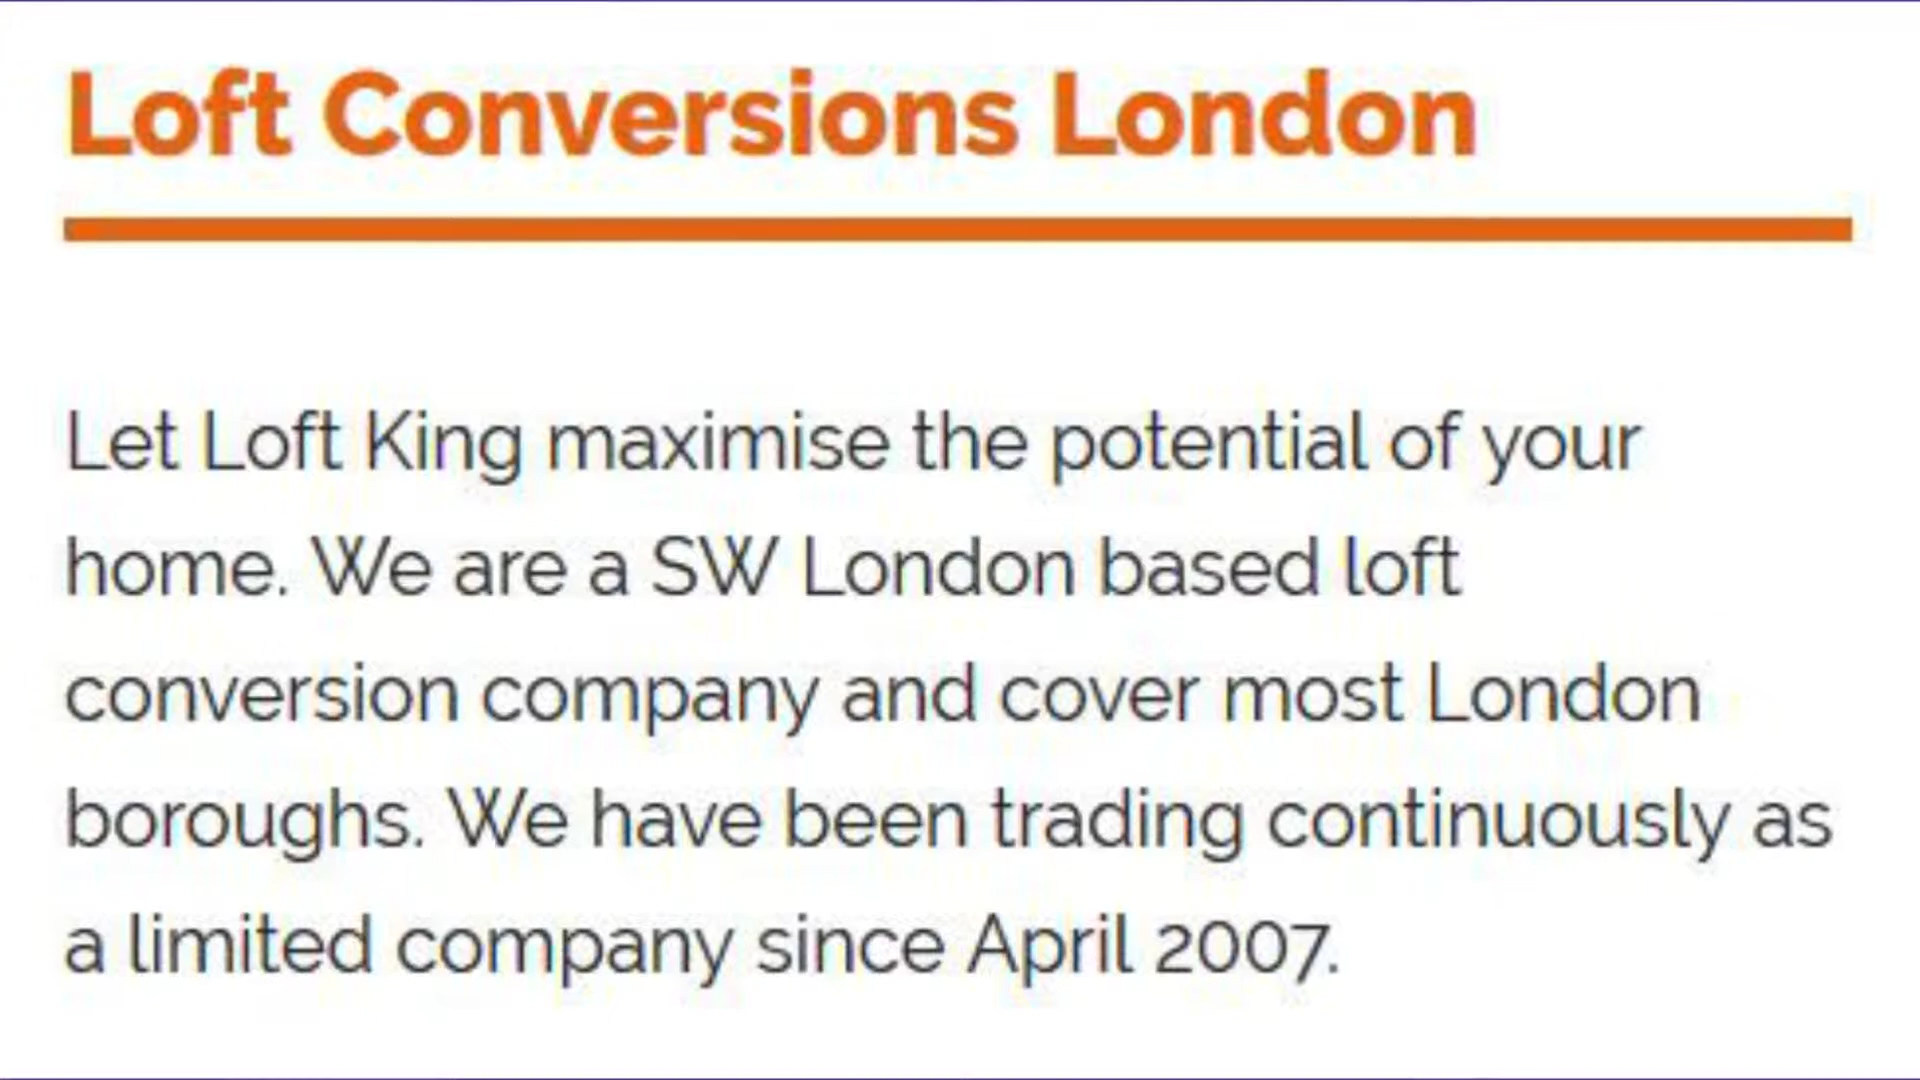 Loft Conversions London
Let Loft King maximise the potential of your
home. We are a SW London based loft
conversion company and cover most London
boroughs. We have been trading continuously as
a limited company since April 2007.